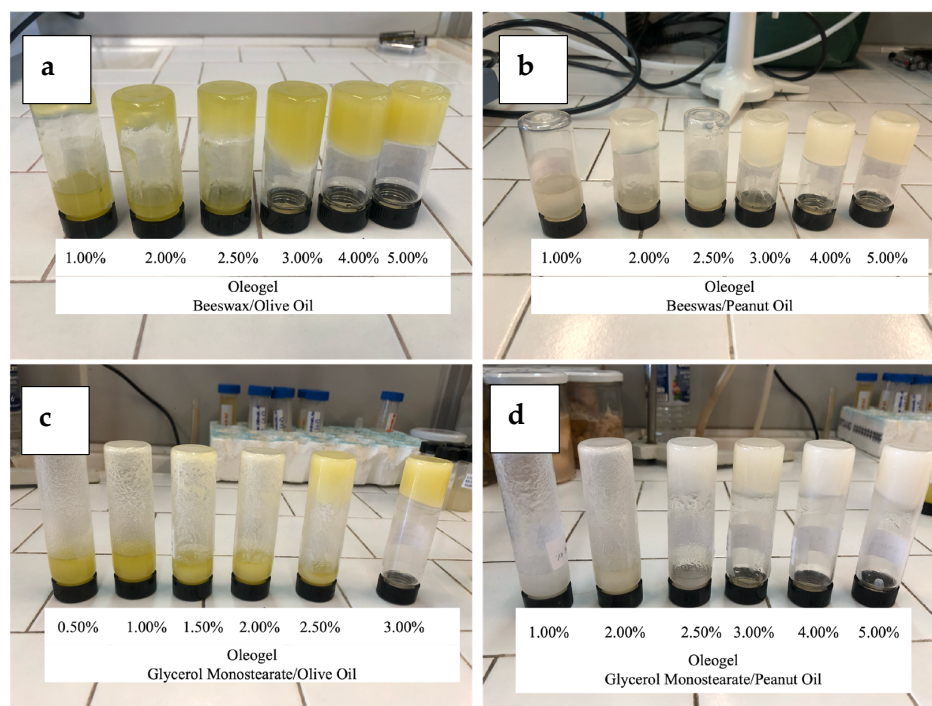 a
1.00% 2.00% 2.50% 3.00% 4.00% 5.00%
Oleogel
Beeswax/Olive Oil
b
1.00% 2.00% 2.50% 3.00% 4.00% 5.00%
Oleogel
Beeswas/Peanut Oil
c
0.50% 1.00% 1.50% 2.00% 2.50% 3.00%
Oleogel
Glycerol Monostearate/Olive Oil
d
1.00% 2.00% 2.50% 3.00% 4.00% 5.00%
Oleogel
Glycerol Monostearate/Peanut Oil